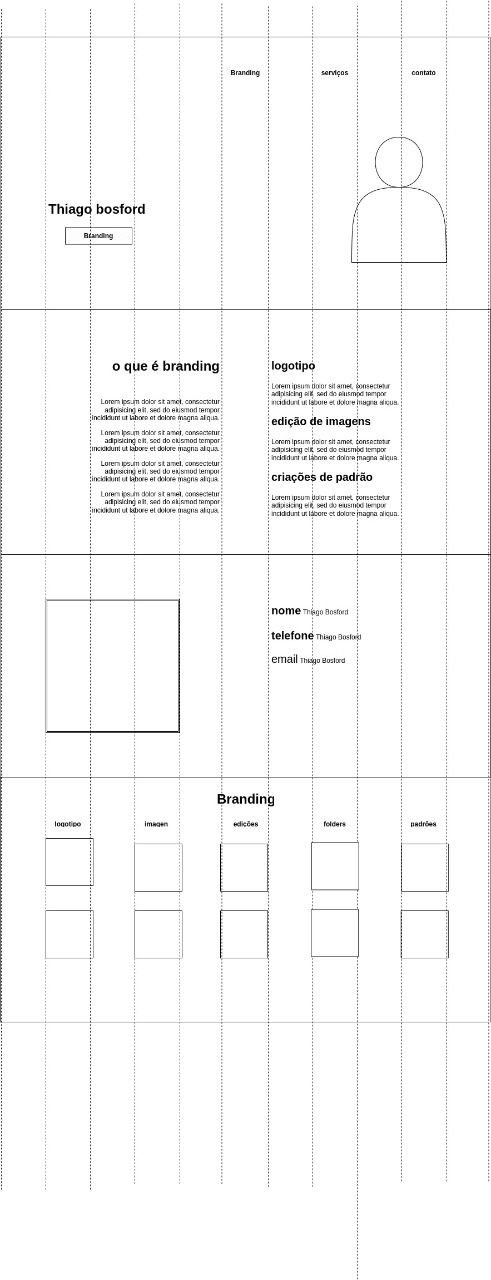 Branding serviços contato
Thiago bosford
Branding
o que é branding
Lorem ipsum dolor sit amet, consectetur
adipisicing elit, sed do eiusmod tempor
incididunt ut labore et dolore magna aliqua.
Lorem ipsum dolor sit amet, consectetur
adipisicing elit, sed do eiusmod tempor
incididunt ut labore et dolore magna aliqua.
Lorem ipsum dolor sit amet, consectetur
adipisicing elit, sed do eiusmod tempor
incididunt ut labore et dolore magna aliqua.
Lorem ipsum dolor sit amet, consectetur
adipisicing elit, sed do eiusmod tempor
incididunt ut labore et dolore magna aliqua.
logotipo
Lorem ipsum dolor sit amet, consectetur
adipisicing elit, sed do eiusmod tempor
incididunt ut labore et dolore magna aliqua.
edição de imagens
Lorem ipsum dolor sit amet, consectetur
adipisicing elit, sed do eiusmod tempor
incididunt ut labore et dolore magna aliqua.
criações de padrão
Lorem ipsum dolor sit amet, consectetur
adipisicing elit, sed do eiusmod tempor
incididunt ut labore et dolore magna aliqua.
nome Thiago Bosford
telefone Thiago Bosford
email Thiago Bosford
Branding
logotipo imagen edições folders padrões